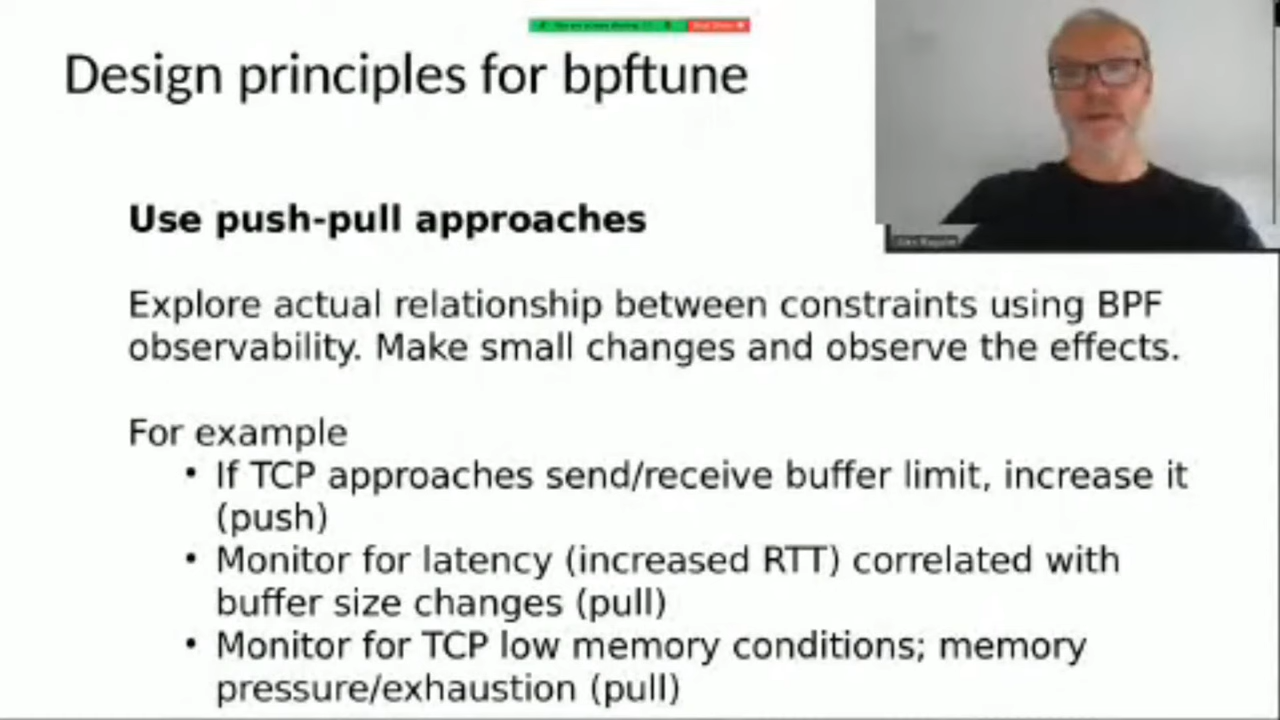 Design principles for bpftune
Use push-pull approaches
Explore actual relationship between constraints using BPF
observability. Make small changes and observe the effects.
For example
• If TCP approaches send/receive buffer limit, increase it
(push)
• Monitor for latency (increased RTT) correlated with
buffer size changes (pull)
• Monitor for TCP low memory conditions; memory
pressure/exhaustion (pull)